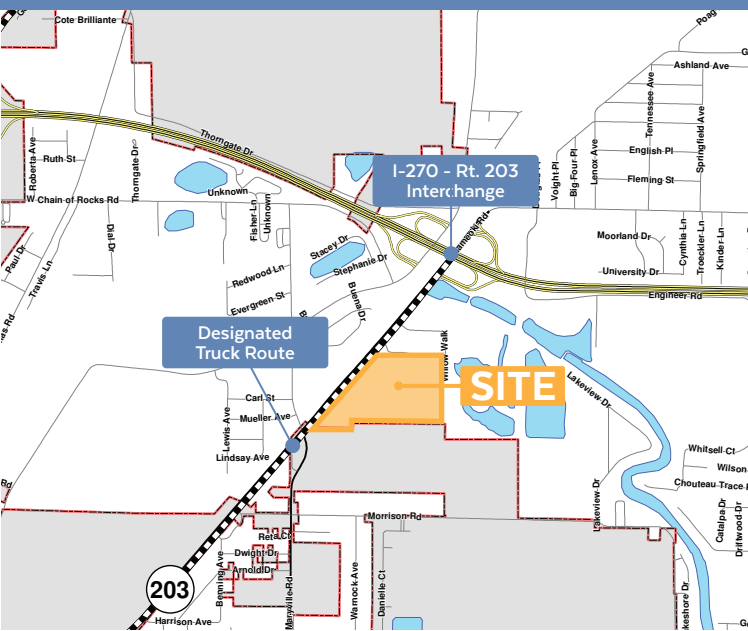 Cote Brilliante
Poag
Ashland Ave
Tennessee Ave
Springfield Ave
Thorngate Dr
English Pl
Lenox Ave
Big-Four-Pl
Voight-Pl
Fleming St
Roberta-Ave
Ruth St
Thorngate-Dr
I-270 - Rt. 203
Interchange
Unknown
W Chain of Rocks Rd
Fisher-Ln
Unknown
Dial-Dr
Paul-Dr
Travis-Ln
Stacey Dr
Stephanie Dr
Moorland Dr
Cynthia-Ln
Troeckler-Ln
Kinder-Ln
Redwood Ln
University Dr
Evergreen St
Buena Dr
Engineer Rd
Designated
Truck Route
SITE
Lakeview Dr
Carl St
Mueller Ave
Lewis Ave
Lindsay Ave
Whitsell Ct
Wilson
Chouteau Trace
Rd
Lakeview-Dr
Catalpa-Dr
Driftwood-Dr
Morrison-Rd
Reta Ct
Dwight-Dr
Arnold-Dr
Benning-Ave
Maryville-Rd
Warnock Ave
Danielle Ct
203
Harrison Ave